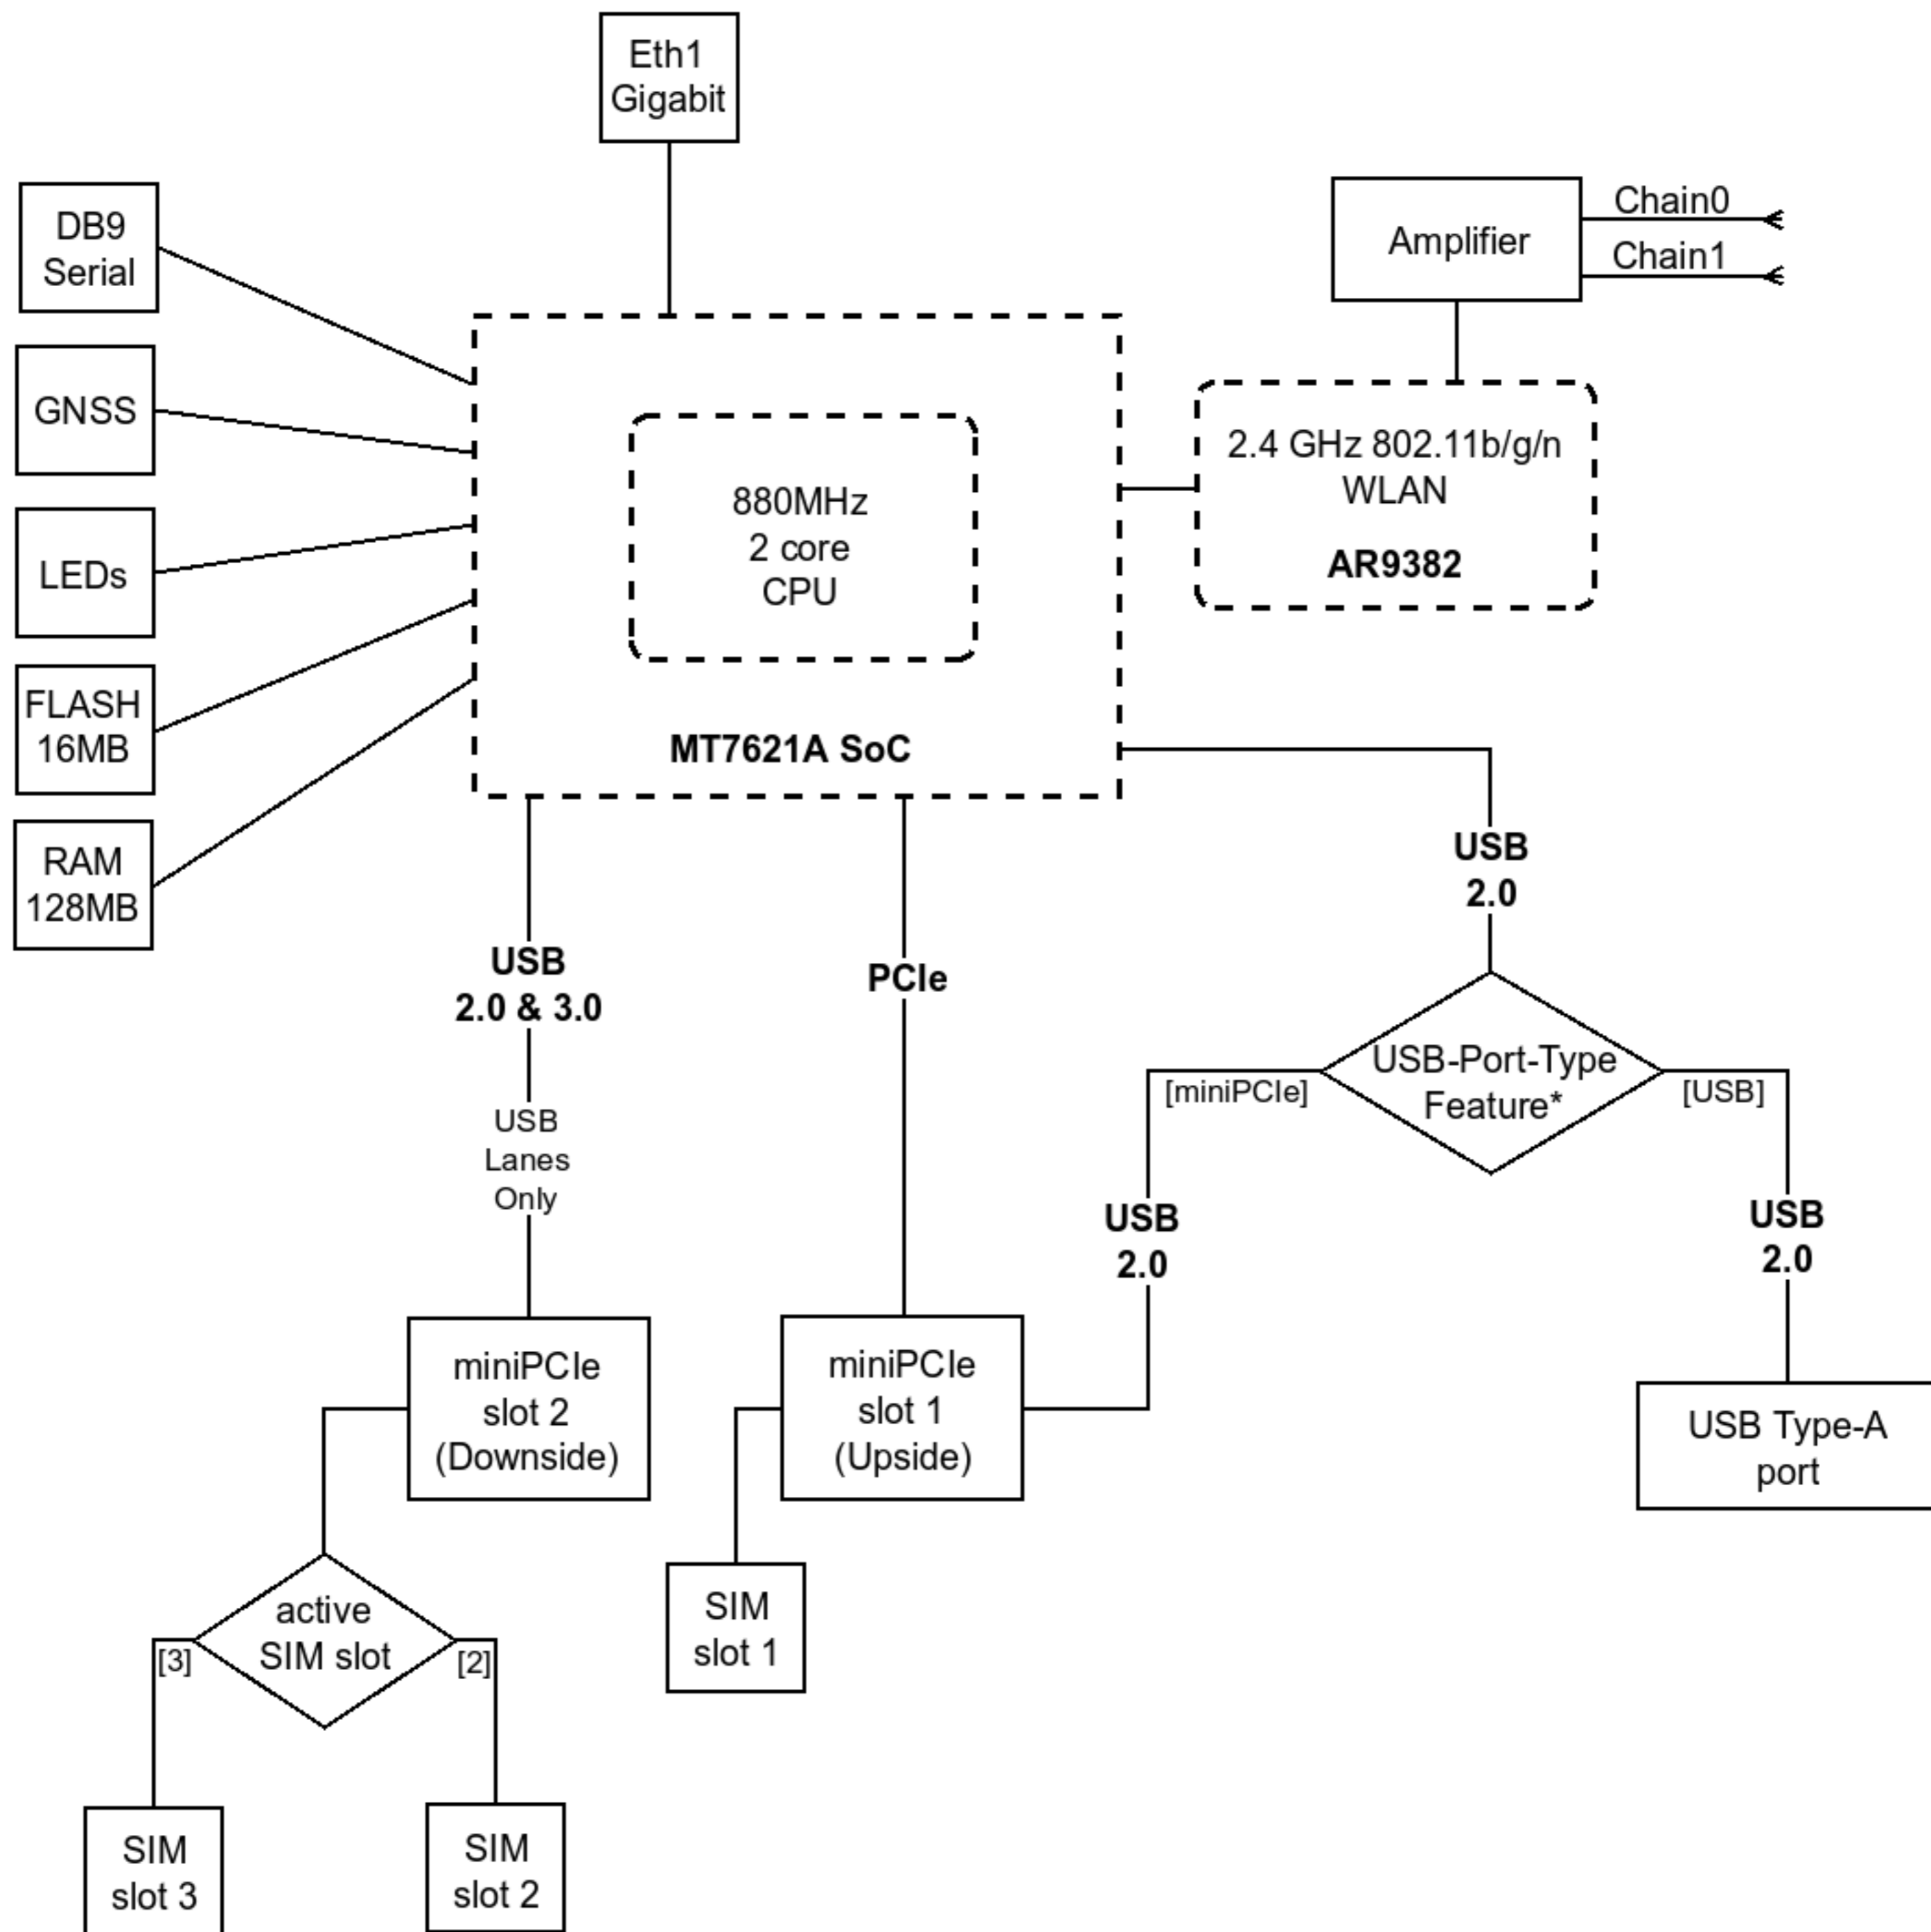 Eth1
Gigabit
DB9
Serial
Amplifier
Chain0
Chain1
GNSS
2.4 GHz 802.11b/g/n
WLAN
AR9382
880MHz
2 core
CPU
LEDs
FLASH
16MB
MT7621A SoC
RAM
128MB
USB
2.0
USB
2.0 & 3.0
PCIe
USB
Lanes
Only
USB-Port-Type
Feature*
[miniPCIe]
[USB]
USB
2.0
USB
2.0
miniPCIe
slot 2
(Downside)
miniPCIe
slot 1
(Upside)
USB Type-A
port
active
SIM slot
[3]
[2]
SIM
slot 1
SIM
slot 3
SIM
slot 2